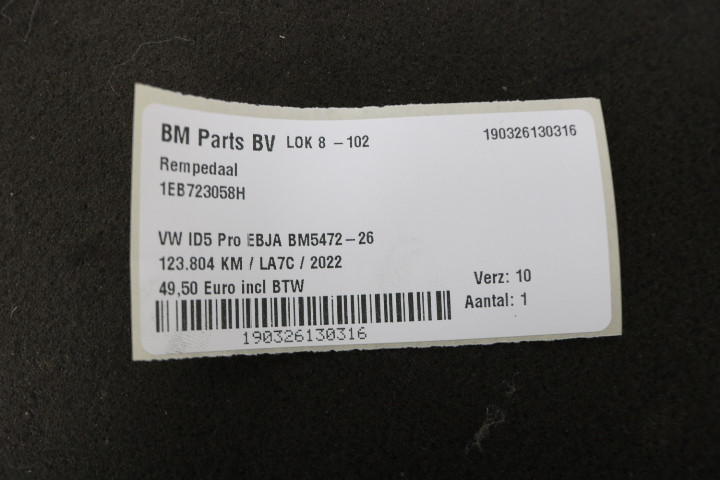 BM Parts BV LOK 8 - 102 190326130316
Rempedaal
1EB723058H
VW ID5 Pro EBJA BM5472-26
123.804 KM / LA7C / 2022
49,50 Euro incl BTW
Verz: 10
Aantal: 1
190326130316